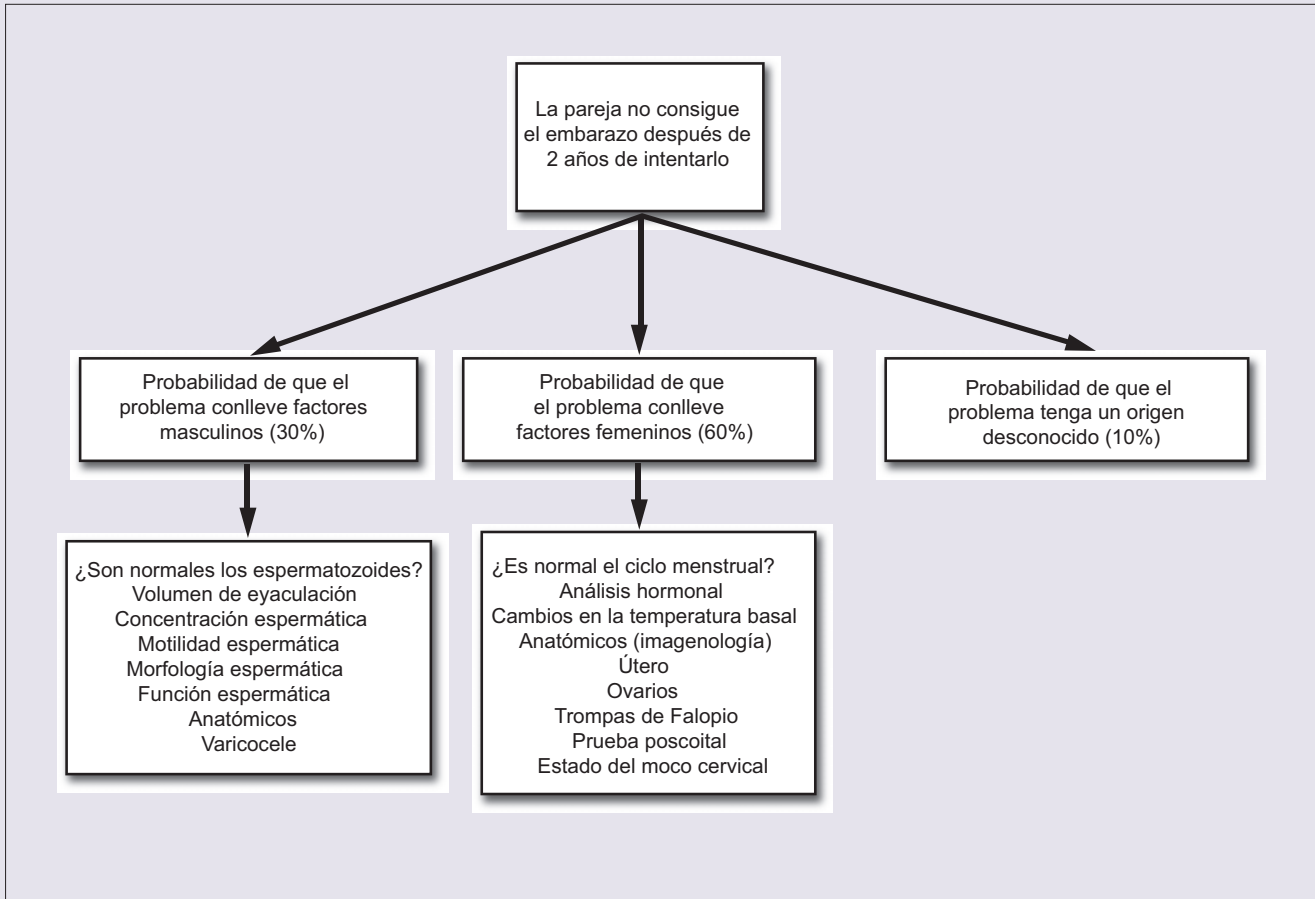 La pareja no consigue
el embarazo después de
2 años de intentarlo
Probabilidad de que el
problema conlleve factores
masculinos (30%)
Probabilidad de que
el problema conlleve
factores femeninos (60%)
Probabilidad de que el
problema tenga un origen
desconocido (10%)
¿Son normales los espermatozoides?
Volumen de eyaculación
Concentración espermática
Motilidad espermática
Morfología espermática
Función espermática
Anatómicos
Varicocele
¿Es normal el ciclo menstrual?
Análisis hormonal
Cambios en la temperatura basal
Anatómicos (imagenología)
Útero
Ovarios
Trompas de Falopio
Prueba poscoital
Estado del moco cervical